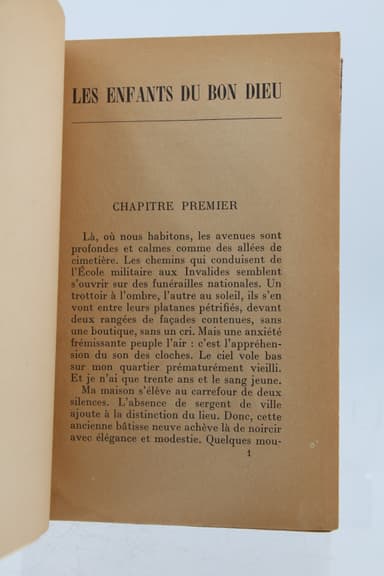 LES ENFANTS DU BON DIEU
CHAPITRE PREMIER
Là, où nous habitons, les avenues sont
profondes et calmes comme des allées de
cimetière. Les chemins qui conduisent de
l'École militaire aux Invalides semblent
s'ouvrir sur des funérailles nationales. Un
trottoir à l'ombre, l'autre au soleil, ils s'en
vont entre leurs platanes pétrifiés, devant
deux rangées de façades contenues, sans
une boutique, sans un cri. Mais une anxiété
frémissante peuple l'air : c'est l'appréhen-
sion du son des cloches. Le ciel vole bas
sur mon quartier prématurément vieilli.
Et je n'ai que trente ans et le sang jeune.
Ma maison s'élève au carrefour de deux
silences. L'absence de sergent de ville
ajoute à la distinction du lieu. Donc, cette
ancienne bâtisse neuve achève là de noircir
avec élégance et modestie. Quelques mou-
1